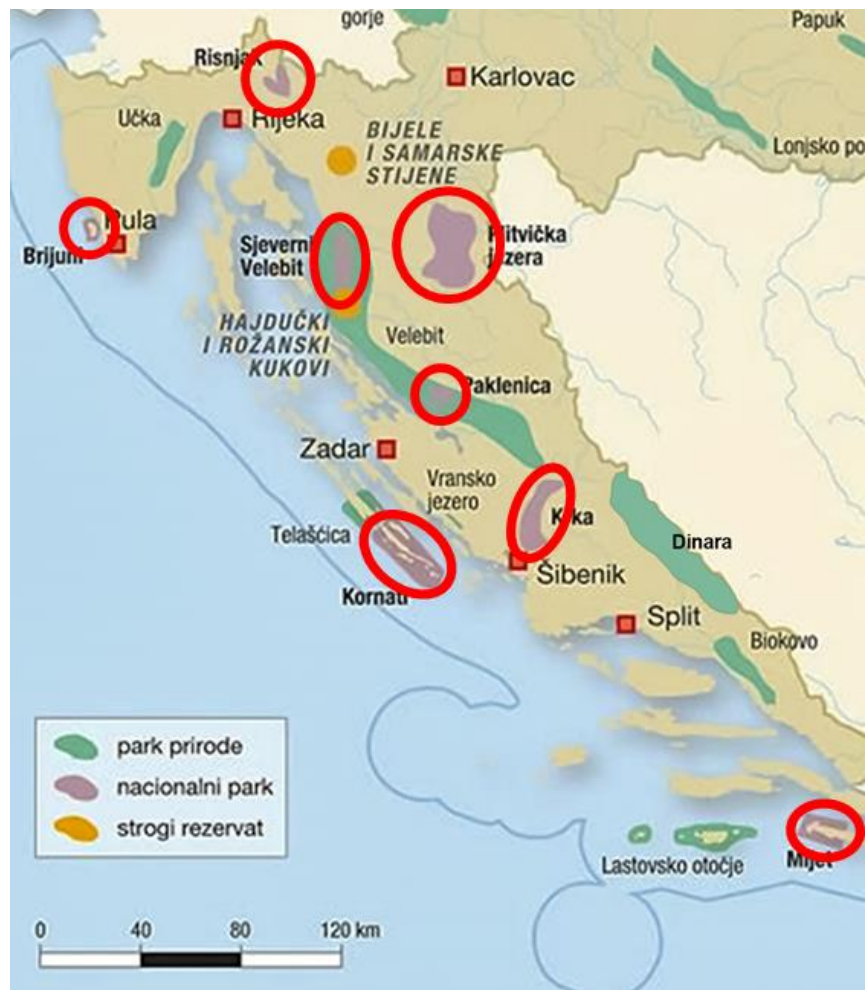 gorje
Papuk
Risnjak
Karlovac
Učka
Rijeka
BIJELE
I SAMARSKE
STIJENE
Lonjsko po
Pula
Brijuni
Sjeverni
Velebit
Plitvička
jezera
HAJDUČKI
I ROŽANSKI
KUKOVI
Velebit
Paklenica
Zadar
Vransko
jezero
Telašćica
Krka
Dinara
Šibenik
Kornati
Split
Biokovo
park prirode
nacionalni park
strogi rezervat
Lastovsko otočje
Mljet
0 40 80 120 km